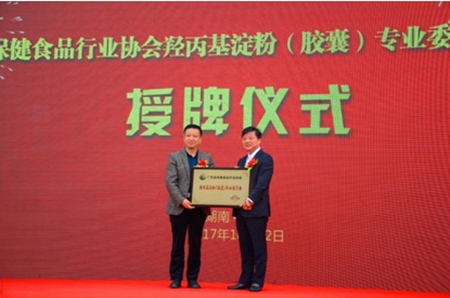 保健食品行业协会羟丙基淀粉（胶囊）专业委
授牌仪式
湖南
17年1 2日